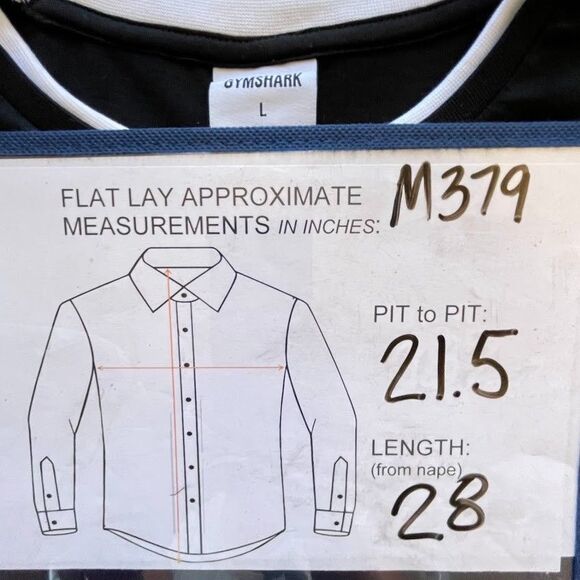 GYMSHARK
L
FLAT LAY APPROXIMATE
MEASUREMENTS IN INCHES:
M379
PIT to PIT:
21.5
LENGTH:
(from nape)
28